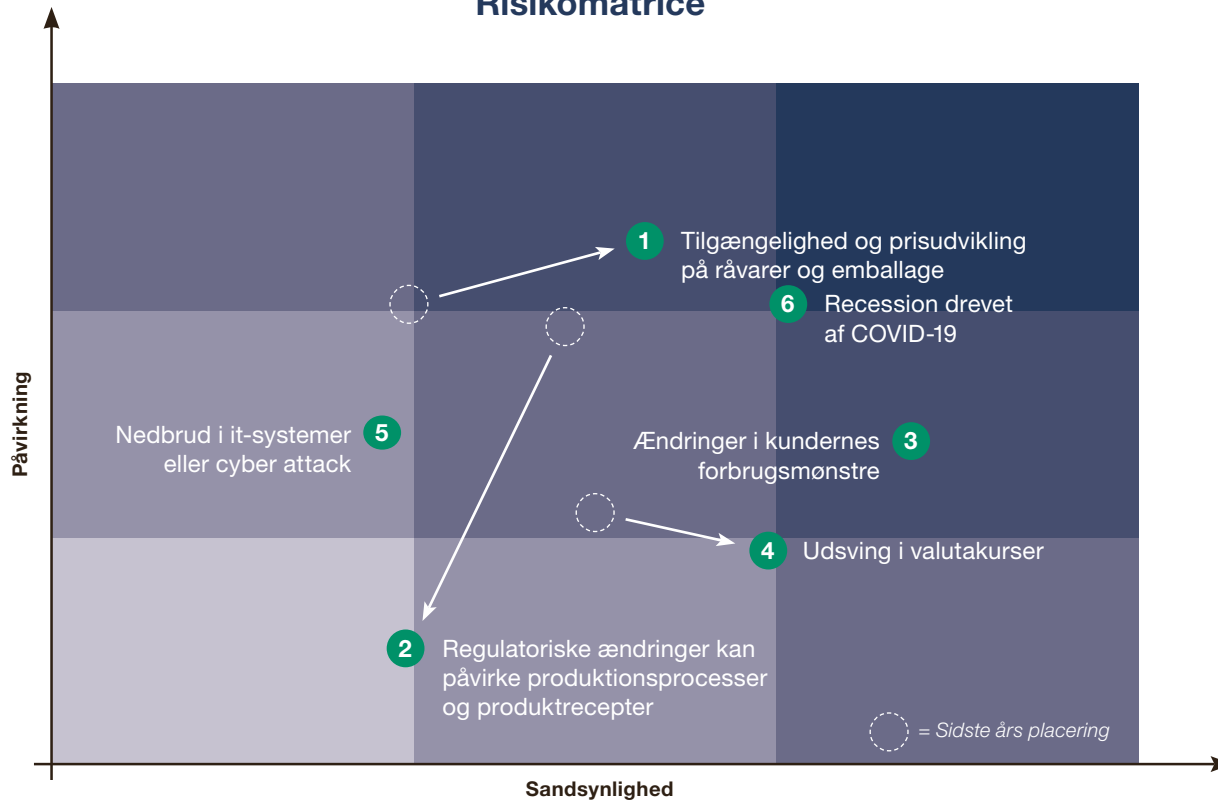 Risikomatrice
Påvirkning
1 Tilgængelighed og prisudvikling
på råvarer og emballage
6 Recession drevet
af COVID-19
Nedbrud i it-systemer 5
eller cyber attack
Ændringer i kundernes 3
forbrugsmønstre
4 Udsving i valutakurser
2 Regulatoriske ændringer kan
påvirke produktionsprocesser
og produktrecepter
= Sidste års placering
Sandsynlighed